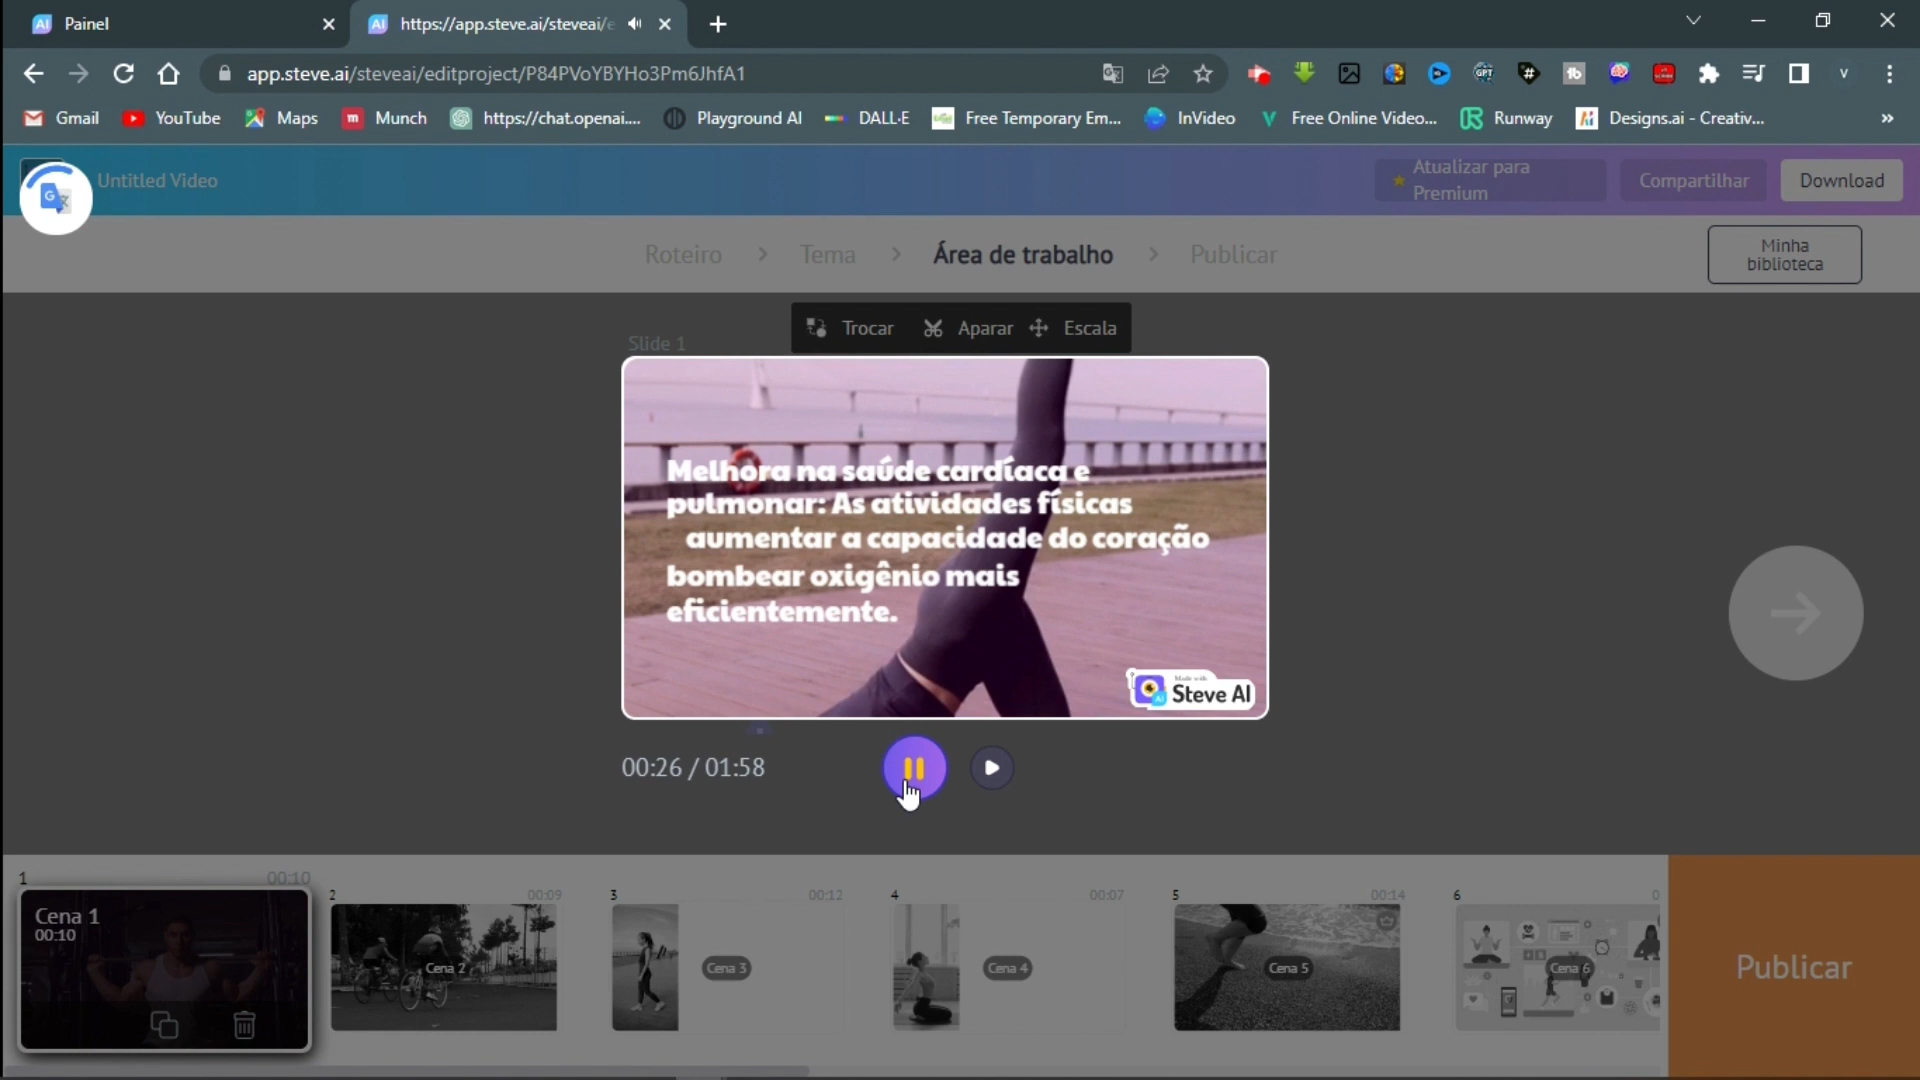 Painel
https://app.steve.ai/steveai/e
app.steve.ai/steveai/editproject/P84PVoYBYHo3Pm6JhfA1
Gmail
YouTube
Maps
Munch
https://chat.openai....
Playground AI
DALL·E
Free Temporary Em...
InVideo
Free Online Video...
Runway
Designs.ai - Creativ...
Untitled Video
Atualizar para
Premium
Compartilhar
Download
Roteiro
Tema
Área de trabalho
Publicar
Minha
biblioteca
Trocar
Aparar
Escala
Slide 1
Melhora na saúde cardíaca e
pulmonar: As atividades físicas
aumentar a capacidade do coração
bombear oxigênio mais
eficientemente.
Made with
Steve AI
00:26 / 01:58
1
00:10
Cena 1
00:10
2
00:09
Cena 2
3
00:12
Cena 3
4
00:07
Cena 4
5
00:14
Cena 5
6
0
Cena 6
Publicar